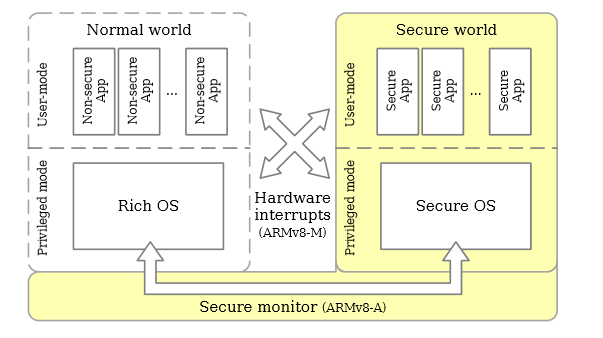 Normal world
User-mode
Non-secure
App
Non-secure
App
...
Non-secure
App
Privileged mode
Rich OS
Hardware
interrupts
(ARMv8-M)
Secure world
User-mode
Secure
App
Secure
App
...
Secure
App
Privileged mode
Secure OS
Secure monitor (ARMv8-A)